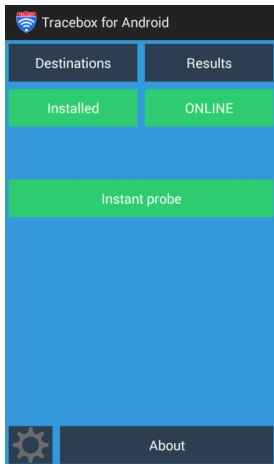 Tracebox for Android
Destinations
Results
Installed
ONLINE
Instant probe
About